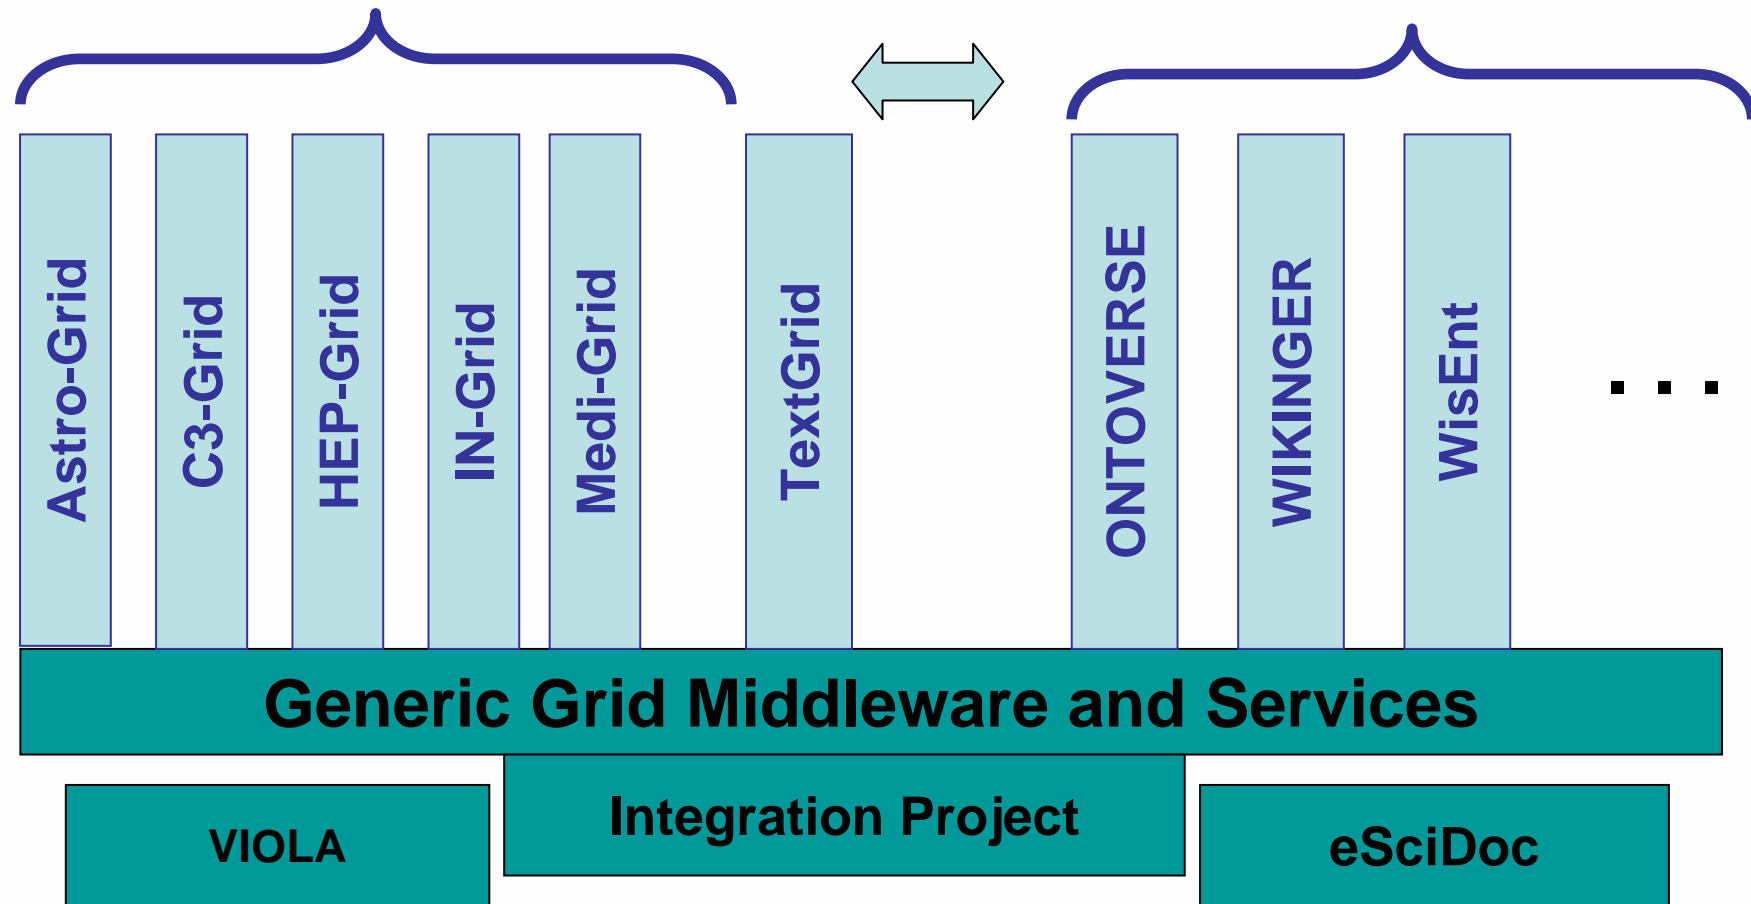 Astro-Grid
C3-Grid
HEP-Grid
IN-Grid
Medi-Grid
TextGrid
ONTOVERSE
WIKINGER
WisEnt
. . .
Generic Grid Middleware and Services
Integration Project
VIOLA
eSciDoc